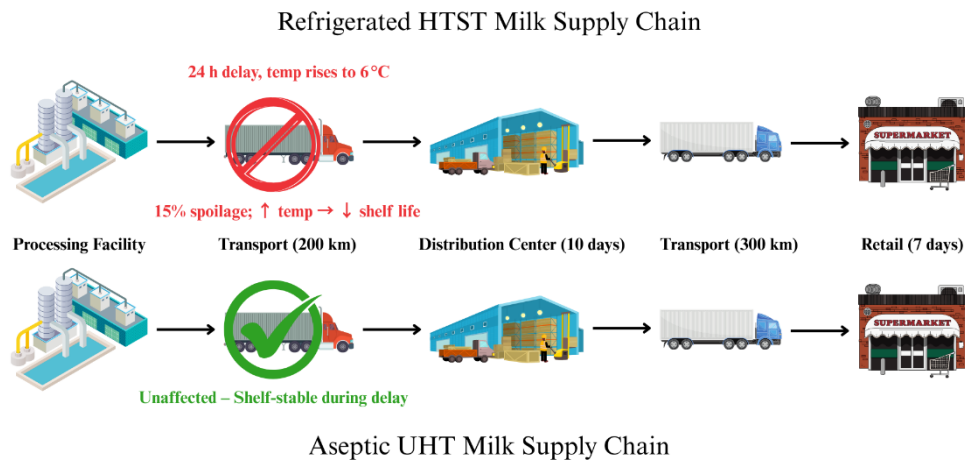 Refrigerated HTST Milk Supply Chain
24 h delay, temp rises to 6°C
SUPERMARKET
15% spoilage; ↑ temp → ↓ shelf life
Processing Facility
Transport (200 km)
Distribution Center (10 days)
Transport (300 km)
Retail (7 days)
SUPERMARKET
Unaffected – Shelf-stable during delay
Aseptic UHT Milk Supply Chain